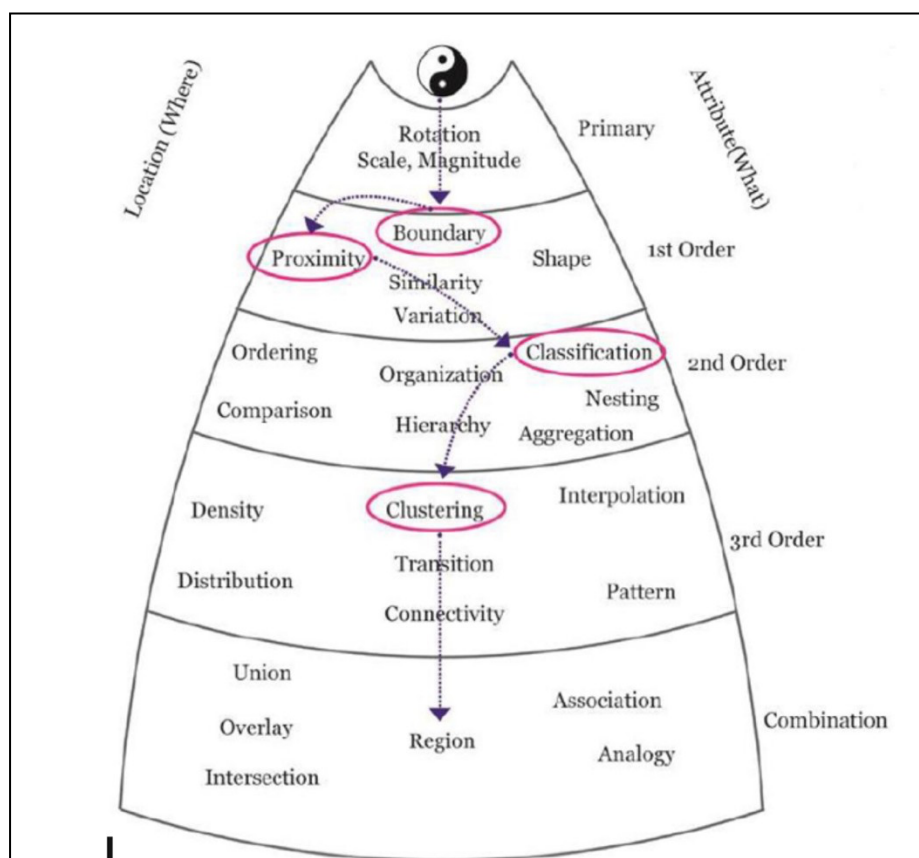 Location (Where)
Attribute(What)
Rotation
Scale, Magnitude
Primary
Boundary
Proximity
Shape
1st Order
Similarity
Variation
Ordering
Classification
2nd Order
Organization
Nesting
Comparison
Hierarchy
Aggregation
Density
Clustering
Interpolation
3rd Order
Transition
Distribution
Pattern
Connectivity
Union
Association
Combination
Overlay
Region
Analogy
Intersection